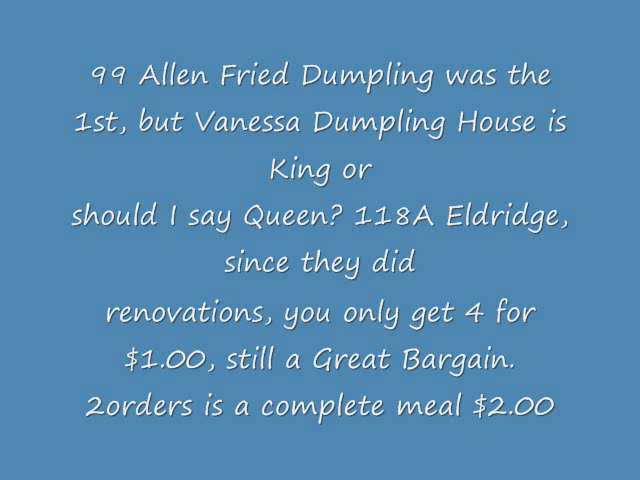 99 Allen Fried Dumpling was the
1st, but Vanessa Dumpling House is
King or
should I say Queen? 118A Eldridge,
since they did
renovations, you only get 4 for
$1.00, still a Great Bargain.
2orders is a complete meal $2.00